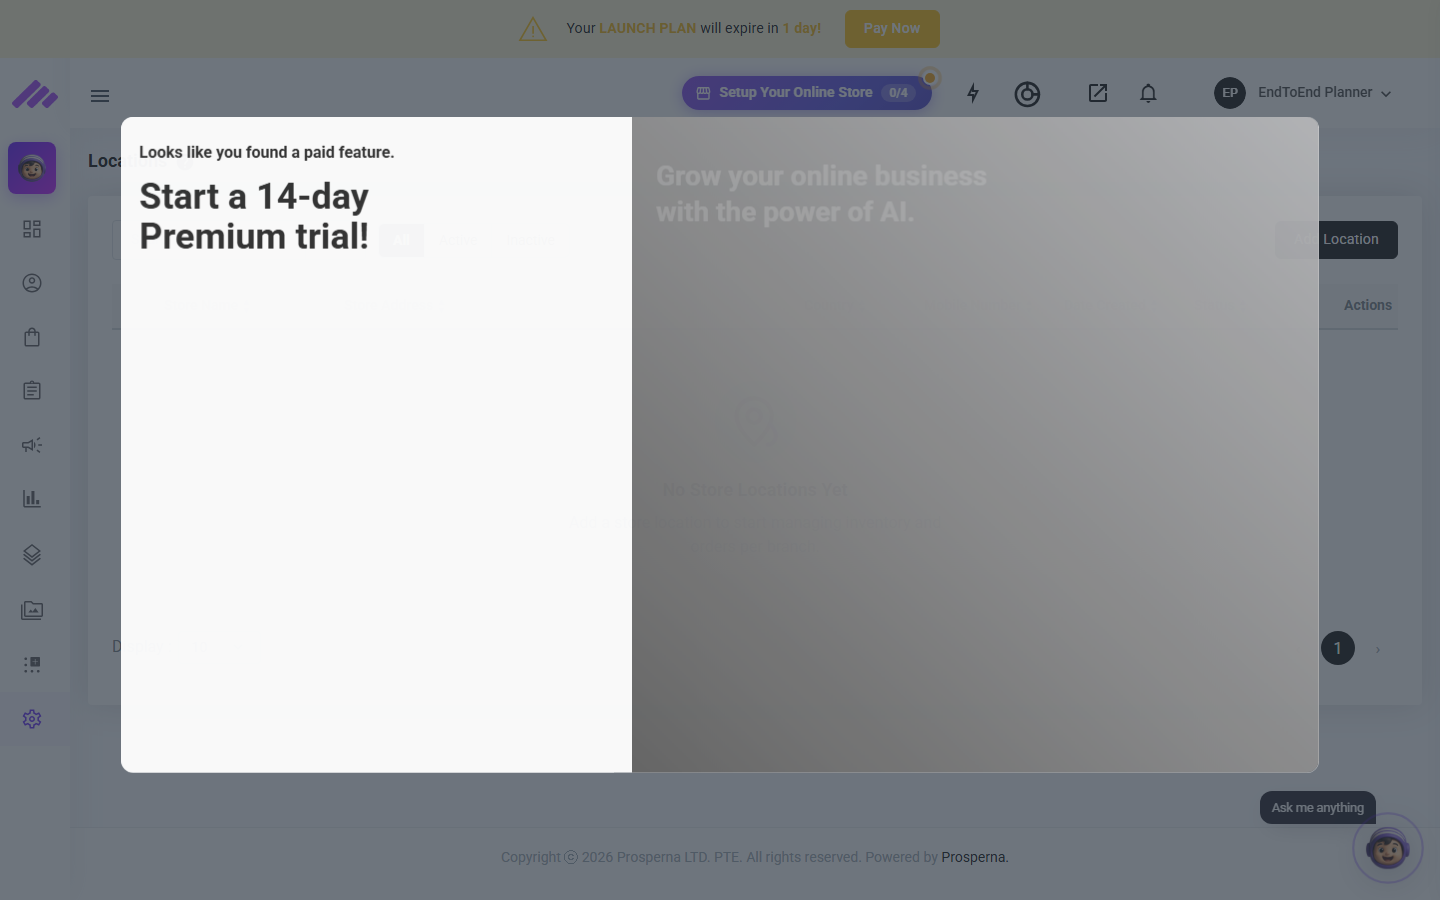 Your LAUNCH PLAN will expire in 1 day!
Pay Now
Setup Your Online Store 0/4
EP
EndToEnd Planner
Looks like you found a paid feature.
Start a 14-day
Premium trial!
Grow your online business
with the power of AI.
Location
Actions
No Store Locations Yet
1
Ask me anything
Copyright ⓒ 2026 Prosperna LTD. PTE. All rights reserved. Powered by Prosperna.